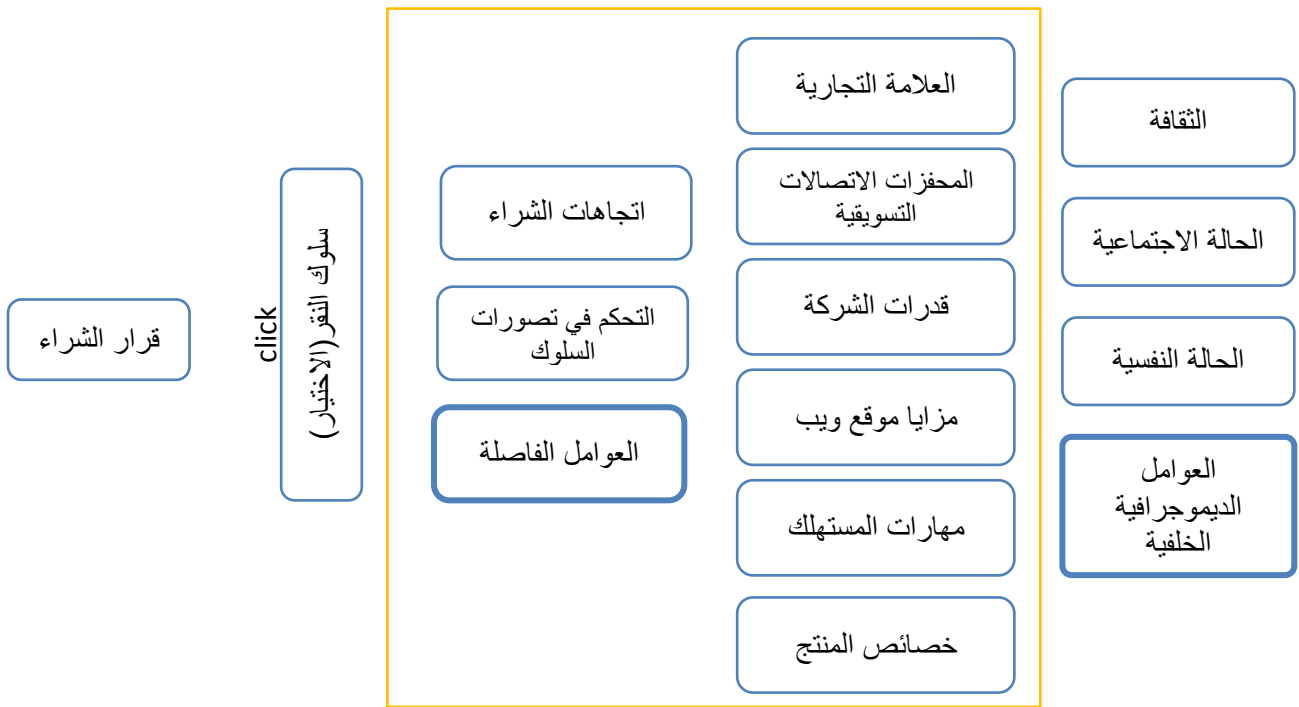 الثقافة
الحالة الاجتماعية
الحالة النفسية
العوامل
الديموجرافية
الخلفية
العلامة التجارية
المحفزات الاتصالات
التسويقية
قدرات الشركة
مزايا موقع ويب
مهارات المستهلك
خصائص المنتج
اتجاهات الشراء
التحكم في تصورات
السلوك
العوامل الفاصلة
سلوك النقر(الاختيار)
click
قرار الشراء